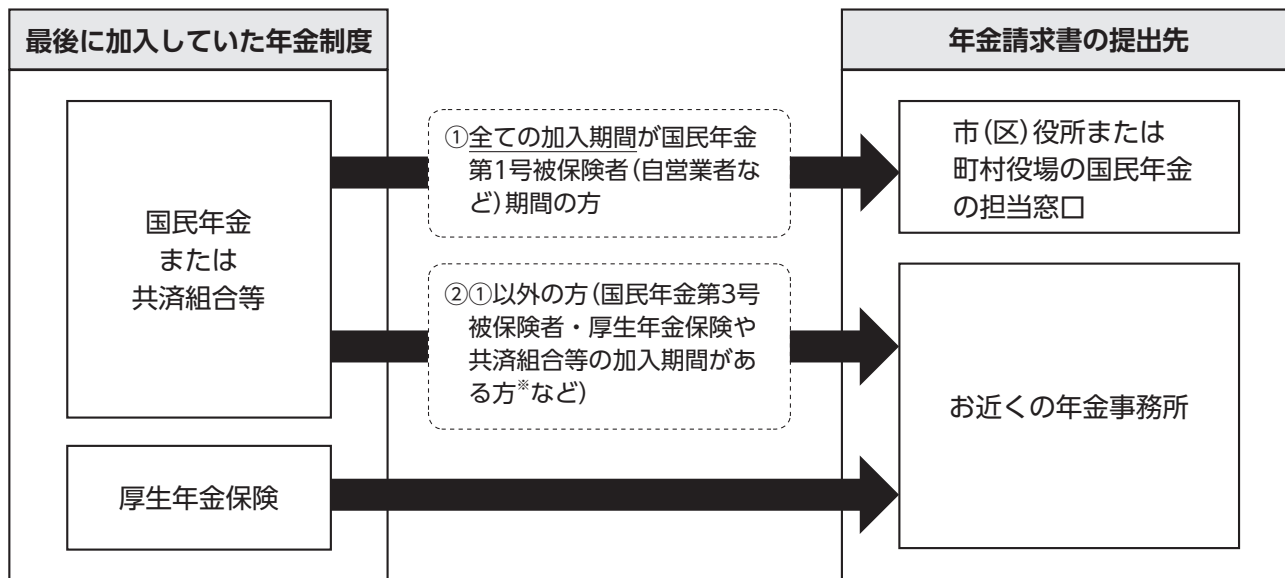 最後に加入していた年金制度
年金請求書の提出先
国民年金
または
共済組合等
①全ての加入期間が国民年金
第1号被保険者(自営業者な
ど)期間の方
市(区)役所または
町村役場の国民年金
の担当窓口
②①以外の方(国民年金第3号
被保険者・厚生年金保険や
共済組合等の加入期間があ
る方※など)
お近くの年金事務所
厚生年金保険